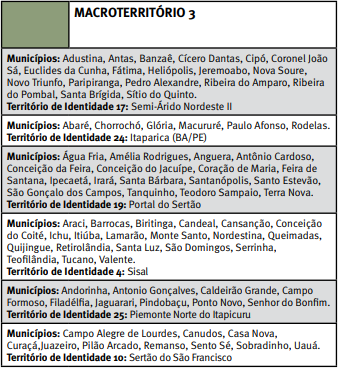 MACROTERRITÓRIO 3
Municípios: Adustina, Antas, Banzaê, Cícero Dantas, Cipó, Coronel João
Sá, Euclides da Cunha, Fátima, Heliópolis, Jeremoabo, Nova Soure,
Novo Triunfo, Paripiranga, Pedro Alexandre, Ribeira do Amparo, Ribeira
do Pombal, Santa Brígida, Sítio do Quinto.
Território de Identidade 17: Semi-Árido Nordeste II
Municípios: Abaré, Chorrochó, Glória, Macururé, Paulo Afonso, Rodelas.
Território de Identidade 24: Itaparica (BA/PE)
Municípios: Água Fria, Amélia Rodrigues, Anguera, Antônio Cardoso,
Conceição da Feira, Conceição do Jacuípe, Coração de Maria, Feira de
Santana, Ipecaetá, Irará, Santa Bárbara, Santanópolis, Santo Estevão,
São Gonçalo dos Campos, Tanquinho, Teodoro Sampaio, Terra Nova.
Território de Identidade 19: Portal do Sertão
Municípios: Araci, Barrocas, Biritinga, Candeal, Cansanção, Conceição
do Coité, Ichu, Itiúba, Lamarão, Monte Santo, Nordestina, Queimadas,
Quijingue, Retirolândia, Santa Luz, São Domingos, Serrinha,
Teofilândia, Tucano, Valente.
Território de Identidade 4: Sisal
Municípios: Andorinha, Antonio Gonçalves, Caldeirão Grande, Campo
Formoso, Filadélfia, Jaguarari, Pindobaçu, Ponto Novo, Senhor do Bonfim.
Território de Identidade 25: Piemonte Norte do Itapicuru
Municípios: Campo Alegre de Lourdes, Canudos, Casa Nova,
Curaçá,Juazeiro, Pilão Arcado, Remanso, Sento Sé, Sobradinho, Uauá.
Território de Identidade 10: Sertão do São Francisco